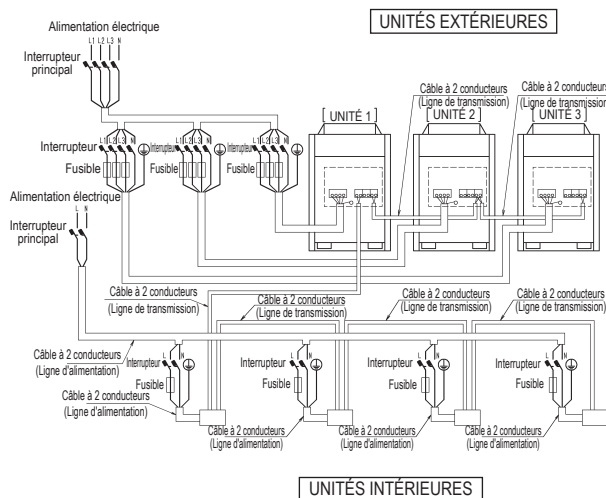 UNITÉS EXTÉRIEURES
Alimentation électrique
L1 L2 L3 N
Interrupteur
principal
Câble à 2 conducteurs
(Ligne de transmission)
Câble à 2 conducteurs
(Ligne de transmission)
[ UNITÉ 1 ]
[ UNITÉ 2 ]
[ UNITÉ 3 ]
L1 L2 L3 N
L1 L2 L3 N
L1 L2 L3 N
Interrupteur
Interrupteur
Interrupteur
Fusible
Fusible
Fusible
Alimentation électrique
L N
Interrupteur
principal
Câble à 2 conducteurs
(Ligne de transmission)
Câble à 2 conducteurs
(Ligne de transmission)
Câble à 2 conducteurs
(Ligne de transmission)
Câble à 2 conducteurs
(Ligne de transmission)
Câble à 2 conducteurs
(Ligne d'alimentation)
L N
L N
L N
L N
Interrupteur
Interrupteur
Interrupteur
Interrupteur
Fusible
Fusible
Fusible
Fusible
Câble à 2 conducteurs
(Ligne d'alimentation)
Câble à 2 conducteurs
(Ligne d'alimentation)
Câble à 2 conducteurs
(Ligne d'alimentation)
Câble à 2 conducteurs
(Ligne d'alimentation)
UNITÉS INTÉRIEURES